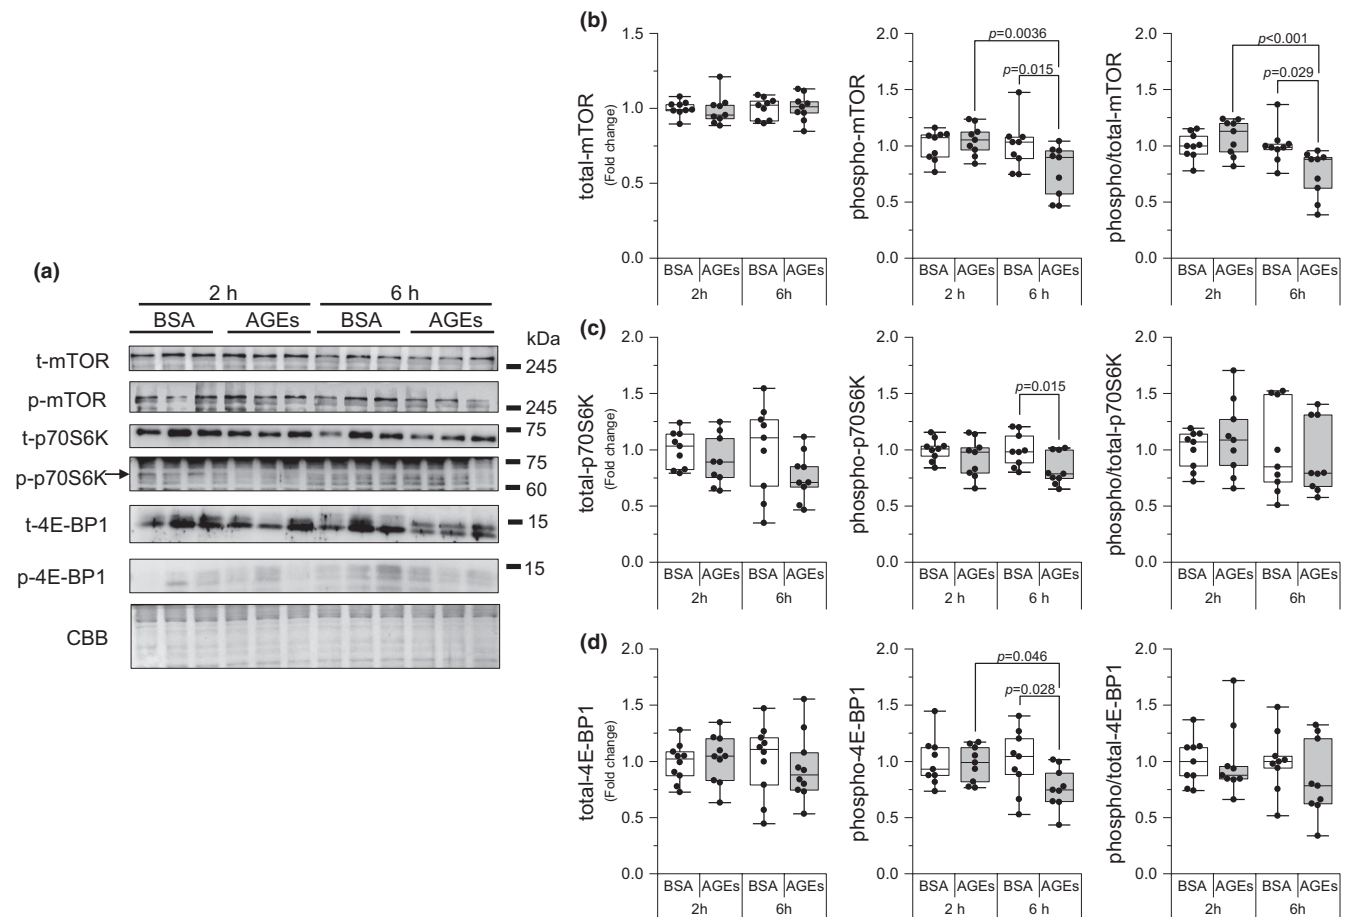 (a)
2 h 6 h
BSA AGEs BSA AGEs
kDa
t-mTOR 245
p-mTOR 245
t-p70S6K 75
75
p-p70S6K
60
t-4E-BP1 15
p-4E-BP1 15
CBB
(b)
total-mTOR
(Fold change)
1.5
1.0
0.5
0.0
BSA AGEs BSA AGEs
2h 6h
phospho-mTOR
2.0
1.5
1.0
0.5
0.0
p=0.0036
p=0.015
BSA AGEs BSA AGEs
2 h 6h
phospho/total-mTOR
2.0
1.5
1.0
0.5
0.0
p<0.001
p=0.029
BSA AGEs BSA AGEs
2h 6h
(c)
total-p70S6K
(Fold change)
2.0
1.5
1.0
0.5
0.0
BSA AGEs BSA AGEs
2h 6h
phospho-p70S6K
2.0
1.5
1.0
0.5
0.0
p=0.015
BSA AGEs BSA AGEs
2h 6h
phospho/total-p70S6K
2.0
1.5
1.0
0.5
0.0
BSA AGEs BSA AGEs
2h 6h
(d)
total-4E-BP1
(Fold change)
2.0
1.5
1.0
0.5
0.0
BSA AGEs BSA AGEs
2h 6h
phospho-4E-BP1
2.0
1.5
1.0
0.5
0.0
p=0.046
p=0.028
BSA AGEs BSA AGEs
2h 6h
phospho/total-4E-BP1
2.0
1.5
1.0
0.5
0.0
BSA AGEs BSA AGEs
2h 6h